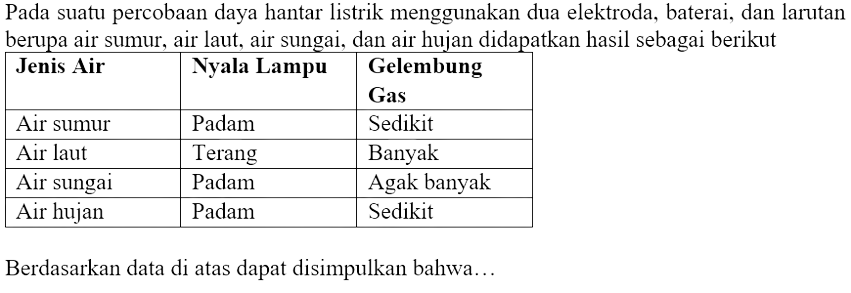 Pada suatu percobaan daya hantar listrik menggunakan dua elektroda, baterai, dan larutan
berupa air sumur, air laut, air sungai, dan air hujan didapatkan hasil sebagai berikut
Jenis Air Nyala Lampu Gelembung
Gas
Air sumur Padam Sedikit
Air laut Terang Banyak
Air sungai Padam Agak banyak
Air hujan Padam Sedikit
Berdasarkan data di atas dapat disimpulkan bahwa…